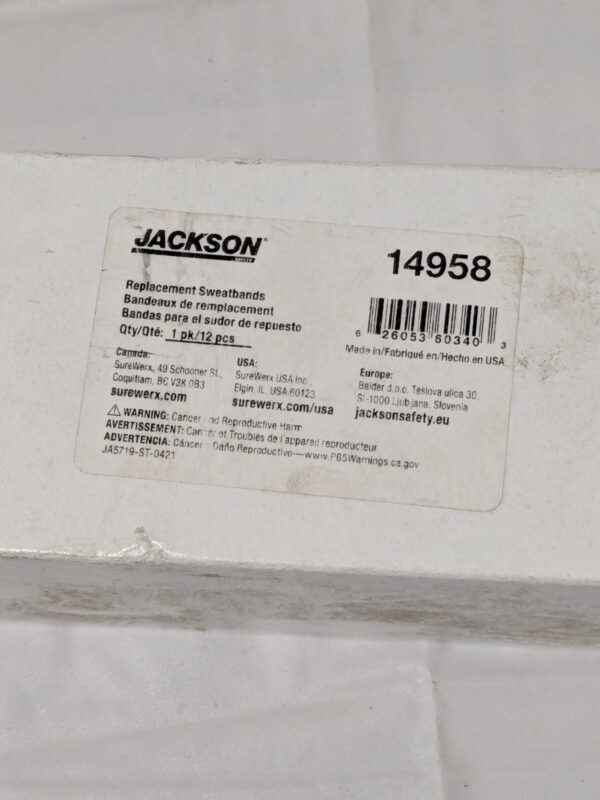 JACKSON
SAFETY
14958
Replacement Sweatbands
Bandeaux de remplacement
Bandas para el sudor de repuesto
Qty/Qté: 1 pk/12 pcs
6 26053 60340 3
Made in/Fabriqué en/Hecho en USA
Canada:
SureWerx, 49 Schooner St.,
Coquitlam, BC V3K 0B3
surewerx.com
USA:
SureWerx USA Inc.,
Elgin, IL, USA 60123
surewerx.com/usa
Europe:
Balder d.o.o. Teslova ulica 30,
SI-1000 Ljubljana, Slovenia
jacksonsafety.eu
WARNING: Cancer and Reproductive Harm
AVERTISSEMENT: Cancer et Troubles de l'appareil reproducteur
ADVERTENCIA: Cáncer y Daño Reproductivo—www.P65Warnings.ca.gov
JA5719-ST-0421